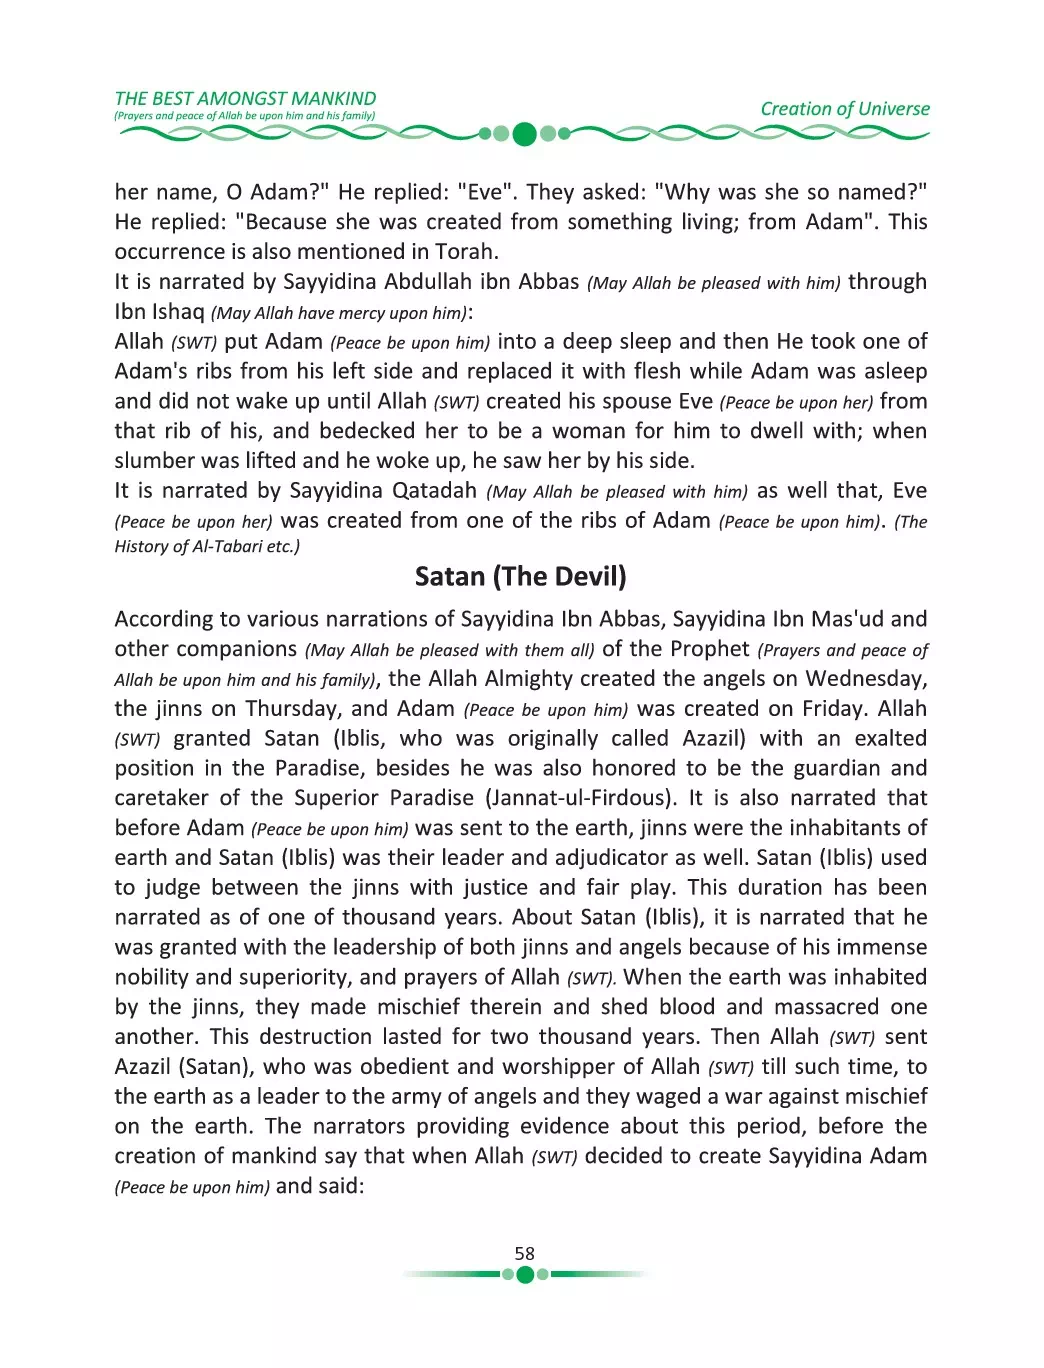 THE BEST AMONGST MANKIND
(Prayers and peace of Allah be upon him and his family)
Creation of Universe
her name, O Adam?" He replied: "Eve". They asked: "Why was she so named?"
He replied: "Because she was created from something living; from Adam". This
occurrence is also mentioned in Torah.
It is narrated by Sayyidina Abdullah ibn Abbas (May Allah be pleased with him) through
Ibn Ishaq (May Allah have mercy upon him):
Allah (SWT) put Adam (Peace be upon him) into a deep sleep and then He took one of
Adam's ribs from his left side and replaced it with flesh while Adam was asleep
and did not wake up until Allah (SWT) created his spouse Eve (Peace be upon her) from
that rib of his, and bedecked her to be a woman for him to dwell with; when
slumber was lifted and he woke up, he saw her by his side.
It is narrated by Sayyidina Qatadah (May Allah be pleased with him) as well that, Eve
(Peace be upon her) was created from one of the ribs of Adam (Peace be upon him). (The
History of Al-Tabari etc.)
Satan (The Devil)
According to various narrations of Sayyidina Ibn Abbas, Sayyidina Ibn Mas'ud and
other companions (May Allah be pleased with them all) of the Prophet (Prayers and peace of
Allah be upon him and his family), the Allah Almighty created the angels on Wednesday,
the jinns on Thursday, and Adam (Peace be upon him) was created on Friday. Allah
(SWT) granted Satan (Iblis, who was originally called Azazil) with an exalted
position in the Paradise, besides he was also honored to be the guardian and
caretaker of the Superior Paradise (Jannat-ul-Firdous). It is also narrated that
before Adam (Peace be upon him) was sent to the earth, jinns were the inhabitants of
earth and Satan (Iblis) was their leader and adjudicator as well. Satan (Iblis) used
to judge between the jinns with justice and fair play. This duration has been
narrated as of one of thousand years. About Satan (Iblis), it is narrated that he
was granted with the leadership of both jinns and angels because of his immense
nobility and superiority, and prayers of Allah (SWT). When the earth was inhabited
by the jinns, they made mischief therein and shed blood and massacred one
another. This destruction lasted for two thousand years. Then Allah (SWT) sent
Azazil (Satan), who was obedient and worshipper of Allah (SWT) till such time, to
the earth as a leader to the army of angels and they waged a war against mischief
on the earth. The narrators providing evidence about this period, before the
creation of mankind say that when Allah (SWT) decided to create Sayyidina Adam
(Peace be upon him) and said:
58